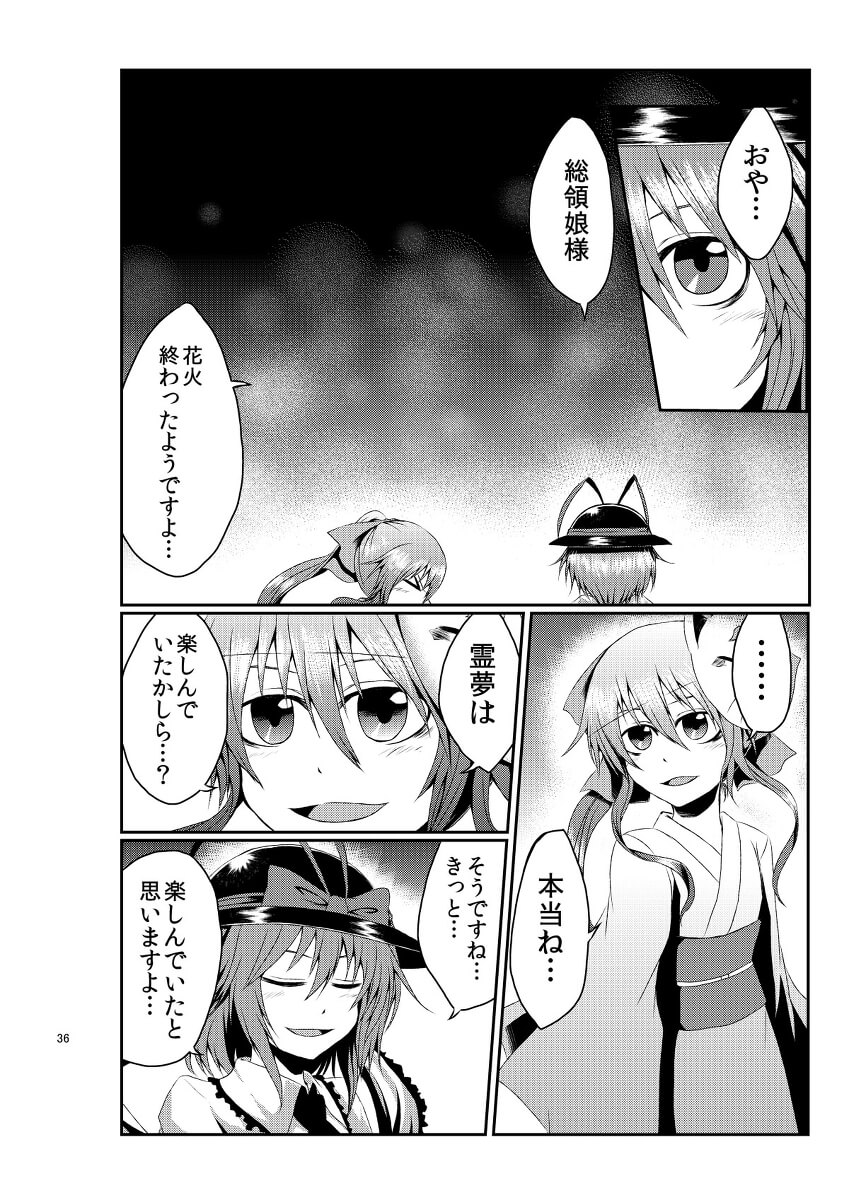 おや…
総領娘様
花火
終わったようですよ…
……
本当ね…
霊夢は
楽しんで
いたかしら…?
そうですね…
きっと…
楽しんでいたと
思いますよ…
36